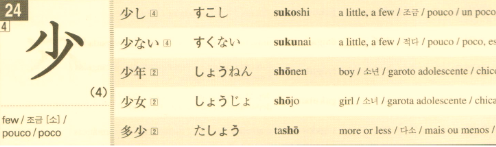 24
4
少
(4)
few / 조금 [소] /
pouco / poco
少し 4 すこし sukoshi a little, a few / 조금 / pouco / un poco
少ない 4 すくない sukunai a little, a few / 적다 / pouco / poco, es
少年 2 しょうねん shōnen boy / 소년 / garoto adolescente / chico
少女 2 しょうじょ shōjo girl / 소녀 / garota adolescente / chica
多少 2 たしょう tashō more or less / 다소 / mais ou menos /